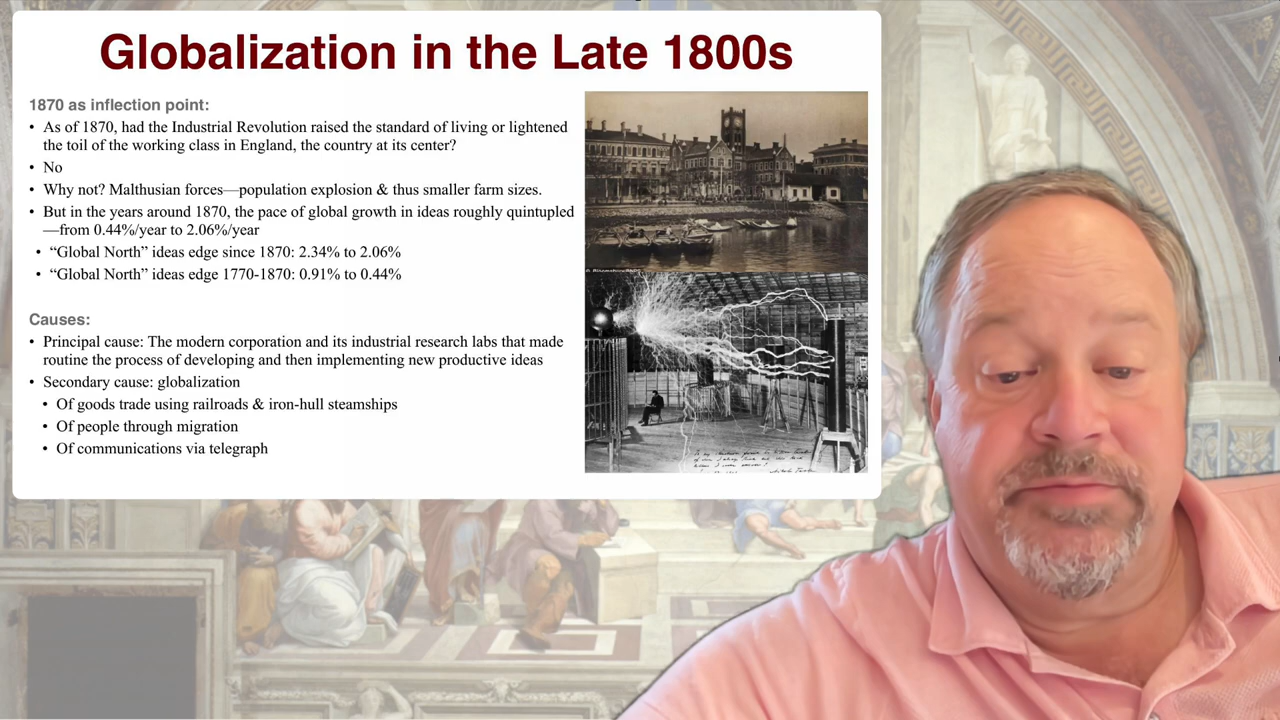 Globalization in the Late 1800s
1870 as inflection point:
• As of 1870, had the Industrial Revolution raised the standard of living or lightened
the toil of the working class in England, the country at its center?
• No
• Why not? Malthusian forces—population explosion & thus smaller farm sizes.
• But in the years around 1870, the pace of global growth in ideas roughly quintupled
—from 0.44%/year to 2.06%/year
• “Global North” ideas edge since 1870: 2.34% to 2.06%
• “Global North” ideas edge 1770-1870: 0.91% to 0.44%
Causes:
• Principal cause: The modern corporation and its industrial research labs that made
routine the process of developing and then implementing new productive ideas
• Secondary cause: globalization
• Of goods trade using railroads & iron-hull steamships
• Of people through migration
• Of communications via telegraph